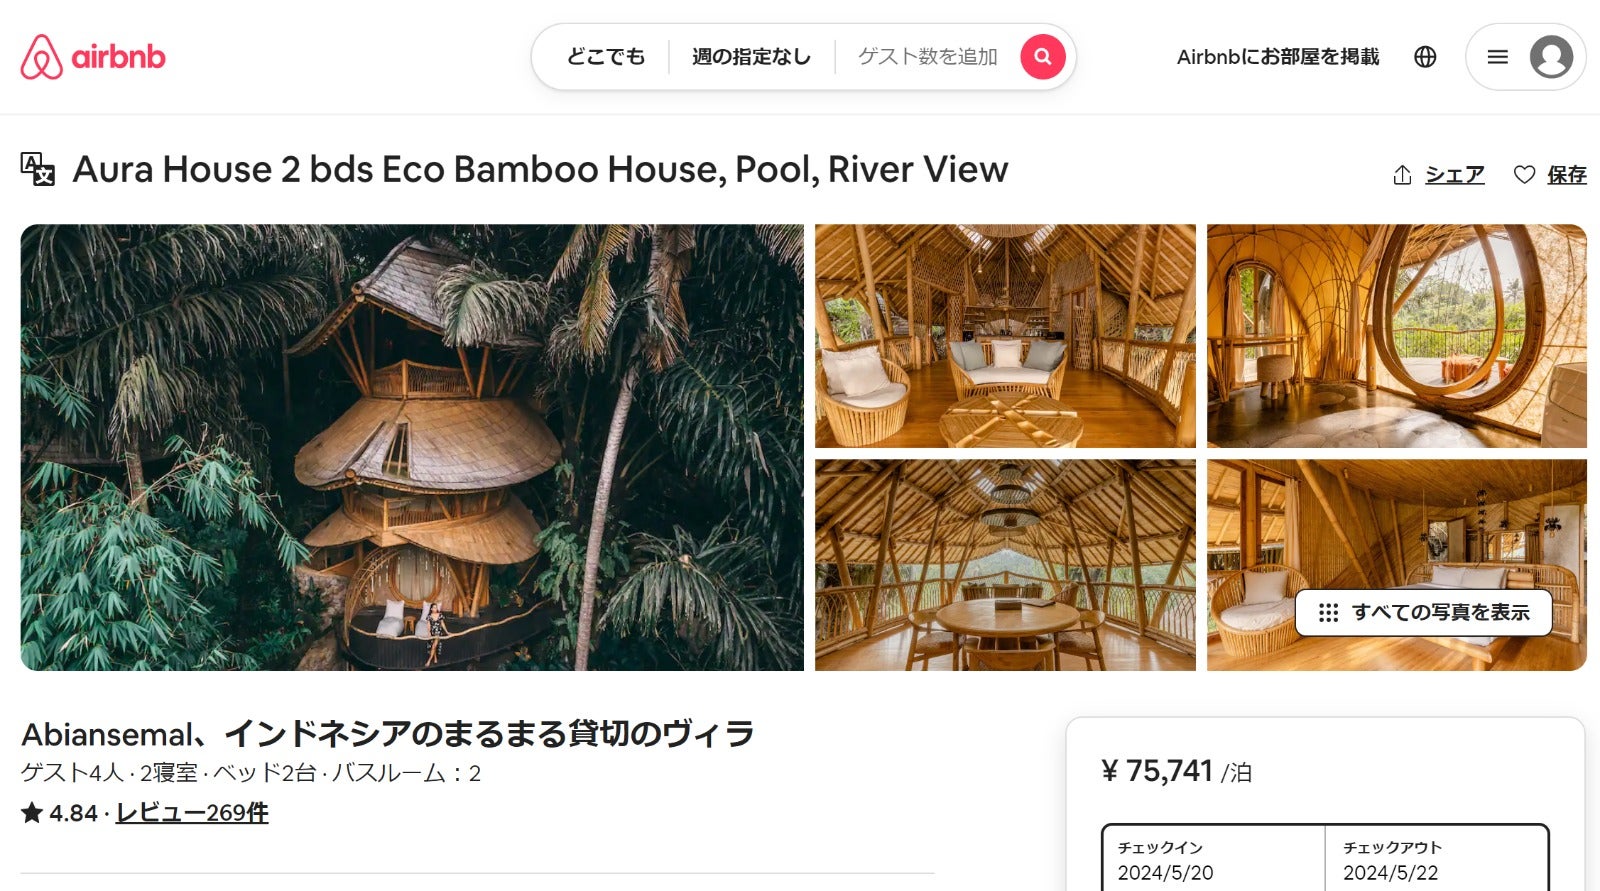 airbnb
どこでも
週の指定なし
ゲスト数を追加
Airbnbにお部屋を掲載
Aura House 2 bds Eco Bamboo House, Pool, River View
シェア
保存
すべての写真を表示
Abiansemal、インドネシアのまるまる貸切のヴィラ
ゲスト4人 · 2寝室 · ベッド2台 · バスルーム：2
4.84 · レビュー269件
¥ 75,741 /泊
チェックイン
2024/5/20
チェックアウト
2024/5/22